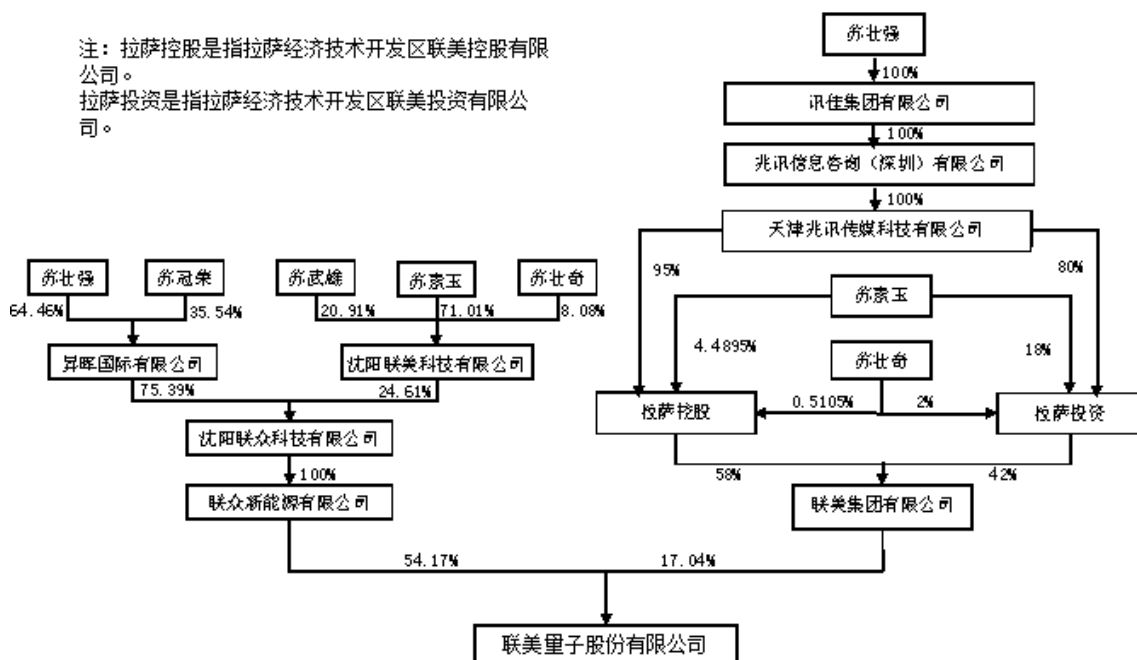 注：拉萨控股是指拉萨经济技术开发区联美控股有限
公司。
拉萨投资是指拉萨经济技术开发区联美投资有限公
司。
苏壮强
100%
讯佳集团有限公司
100%
兆讯信息咨询（深圳）有限公司
100%
天津兆讯传媒科技有限公司
95%
80%
苏壮强
苏冠荣
苏武雄
苏素玉
苏壮奇
苏素玉
64.46%
35.54%
20.91%
71.01%
8.08%
4.4895%
苏壮奇
18%
昇晖国际有限公司
沈阳联美科技有限公司
75.39%
24.61%
拉萨控股
0.5105%
2%
拉萨投资
沈阳联众科技有限公司
100%
58%
42%
联众新能源有限公司
联美集团有限公司
54.17%
17.04%
联美量子股份有限公司